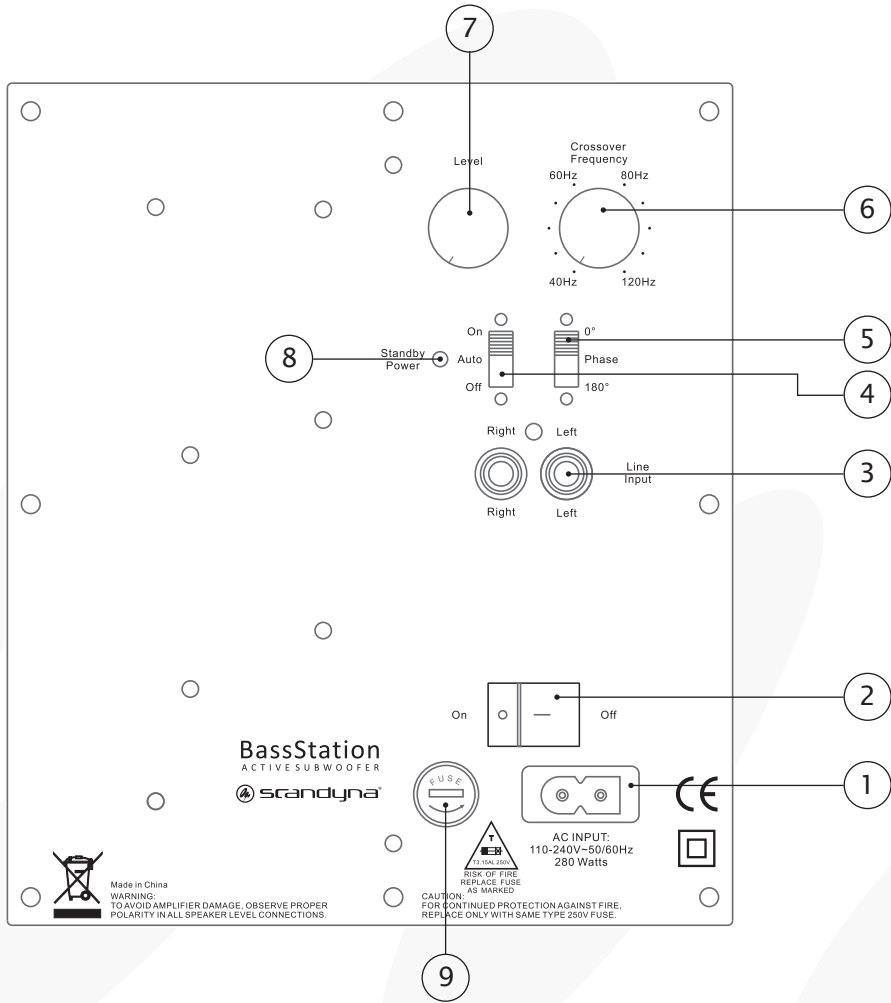 7
Level
Crossover
Frequency
60Hz
80Hz
6
40Hz
120Hz
On
0°
5
8
Standby
Power
Auto
Phase
Off
180°
4
Right
Left
Line
Input
3
Right
Left
2
On
Off
BassStation
ACTIVE SUBWOOFER
scandyna®
FUSE
1
CE
T
T3.15AL 250V
RISK OF FIRE
REPLACE FUSE
AS MARKED
AC INPUT:
110-240V~50/60Hz
280 Watts
Made in China
WARNING:
TO AVOID AMPLIFIER DAMAGE, OBSERVE PROPER
POLARITY IN ALL SPEAKER LEVEL CONNECTIONS.
CAUTION:
FOR CONTINUED PROTECTION AGAINST FIRE,
REPLACE ONLY WITH SAME TYPE 250V FUSE.
9